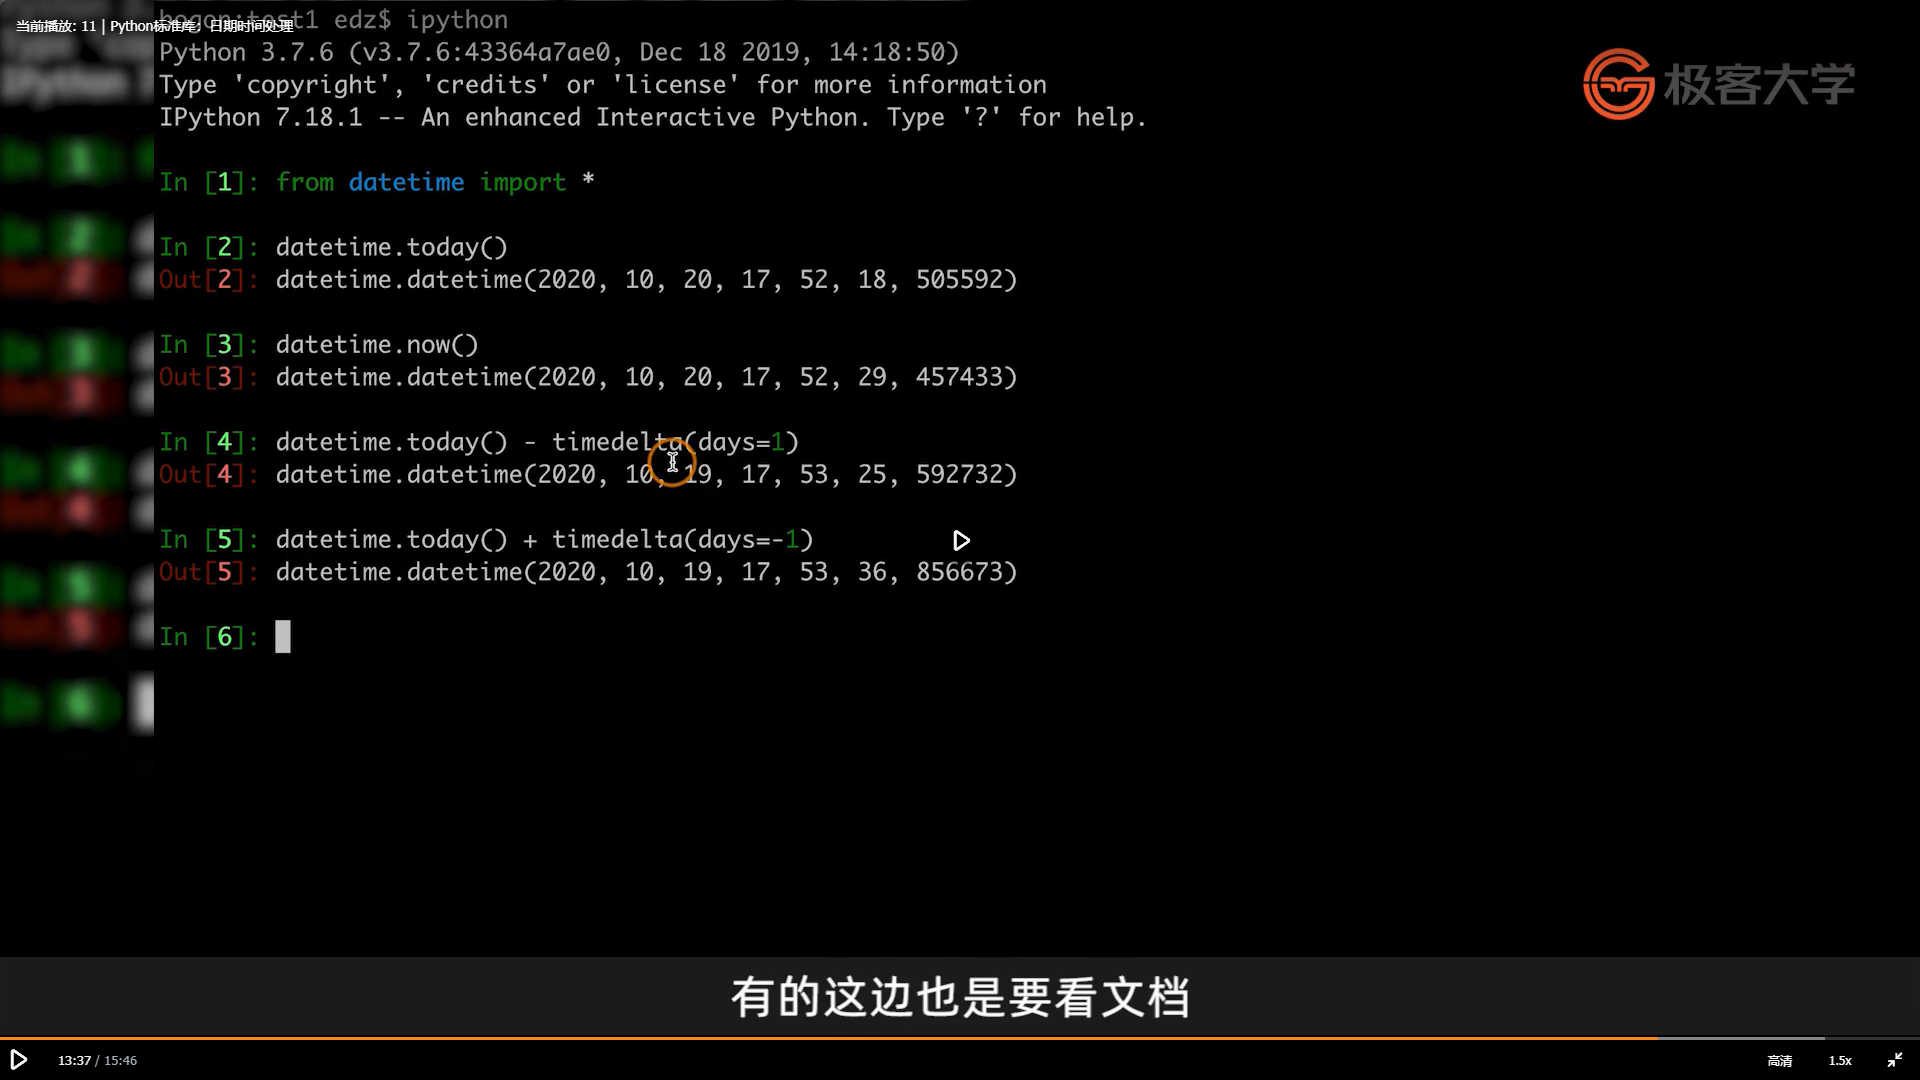 当前播放: 11 | Python标准库：日期时间处理
test1 edz$ ipython
Python 3.7.6 (v3.7.6:43364a7ae0, Dec 18 2019, 14:18:50)
Type 'copyright', 'credits' or 'license' for more information
IPython 7.18.1 -- An enhanced Interactive Python. Type '?' for help.
极客大学
In [1]: from datetime import *
In [2]: datetime.today()
Out[2]: datetime.datetime(2020, 10, 20, 17, 52, 18, 505592)
In [3]: datetime.now()
Out[3]: datetime.datetime(2020, 10, 20, 17, 52, 29, 457433)
In [4]: datetime.today() - timedelta(days=1)
Out[4]: datetime.datetime(2020, 10, 19, 17, 53, 25, 592732)
In [5]: datetime.today() + timedelta(days=-1)
Out[5]: datetime.datetime(2020, 10, 19, 17, 53, 36, 856673)
In [6]:
有的这边也是要看文档
13:37 / 15:46
高清
1.5x